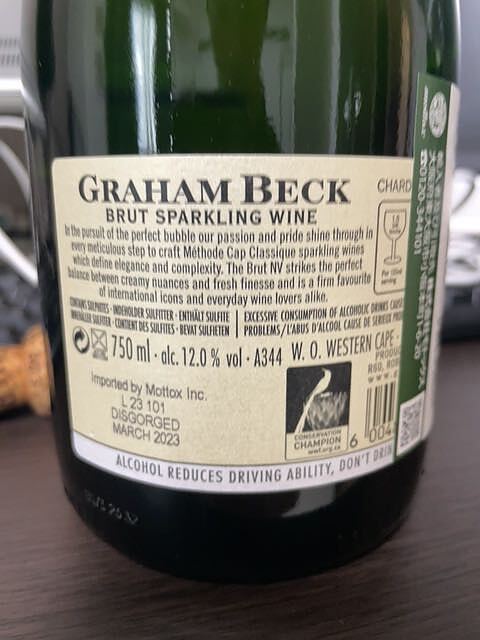 GRAHAM BECK
BRUT SPARKLING WINE
In the pursuit of the perfect bubble our passion and pride shine through in
every meticulous step to craft Méthode Cap Classique sparkling wines
which define elegance and complexity. The Brut NV strikes the perfect
balance between creamy nuances and fresh finesse and is a firm favourite
of international icons and everyday wine lovers alike.
CONTAINS SULPHITES · INDEHOLDER SULFITTER · ENTHÄLT SULFITE
INNEHÅLLER SULFITER · CONTIENT DES SULFITES · BEVAT SULFIETEN
EXCESSIVE CONSUMPTION OF ALCOHOLIC DRINKS CAUSE
PROBLEMS/L'ABUS D'ALCOOL CAUSE DE SERIEUX
750 ml · alc. 12.0 % vol · A344 W. O. WESTERN CAPE
CHARD
Imported by Mottox Inc.
L 23 101
DISGORGED
MARCH 2023
CONSERVATION
CHAMPION
6 004
ALCOHOL REDUCES DRIVING ABILITY, DON'T DRIN